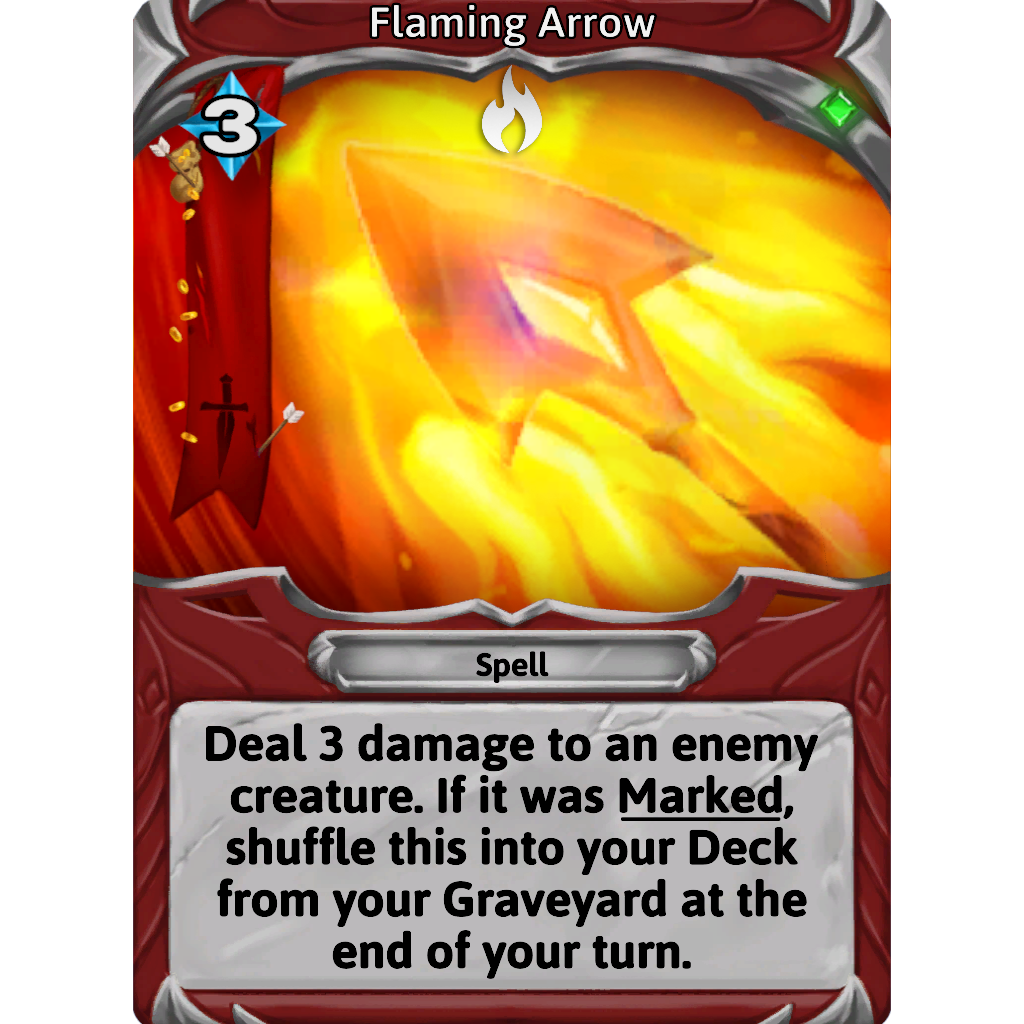 Flaming Arrow
3
Spell
Deal 3 damage to an enemy
creature. If it was Marked,
shuffle this into your Deck
from your Graveyard at the
end of your turn.